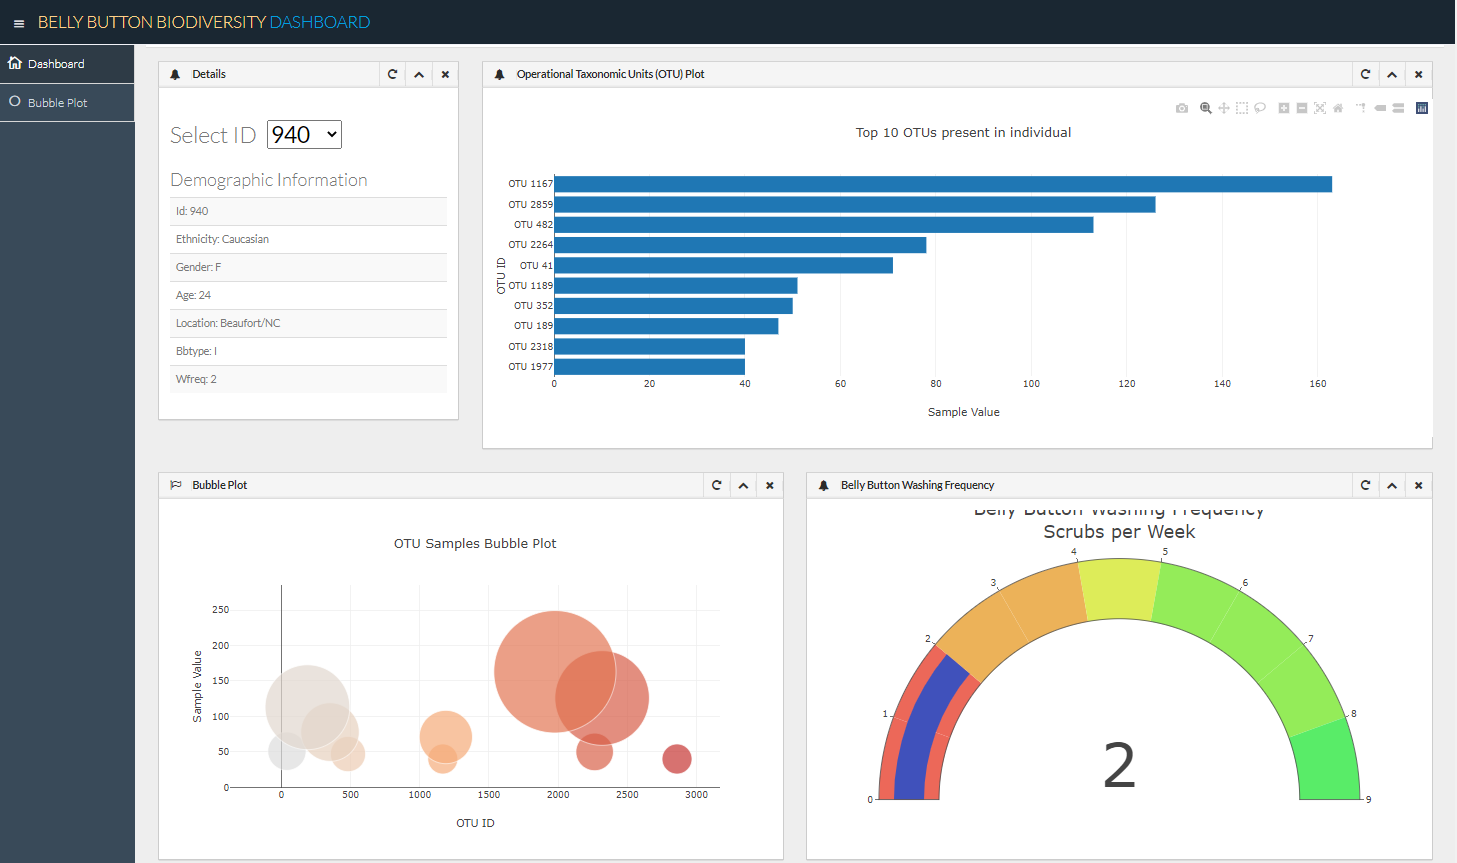 BELLY BUTTON BIODIVERSITY DASHBOARD
Dashboard
Bubble Plot
Details
Select ID 940
Demographic Information
Id: 940
Ethnicity: Caucasian
Gender: F
Age: 24
Location: Beaufort/NC
Bbtype: I
Wfreq: 2
Operational Taxonomic Units (OTU) Plot
Top 10 OTUs present in individual
OTU ID
OTU 1167
OTU 2859
OTU 482
OTU 2264
OTU 41
OTU 1189
OTU 352
OTU 189
OTU 2318
OTU 1977
0 20 40 60 80 100 120 140 160
Sample Value
Bubble Plot
OTU Samples Bubble Plot
Sample Value
250
200
150
100
50
0
0 500 1000 1500 2000 2500 3000
OTU ID
Belly Button Washing Frequency
Belly Button Washing Frequency
Scrubs per Week
0
1
2
3
4
5
6
7
8
9
2